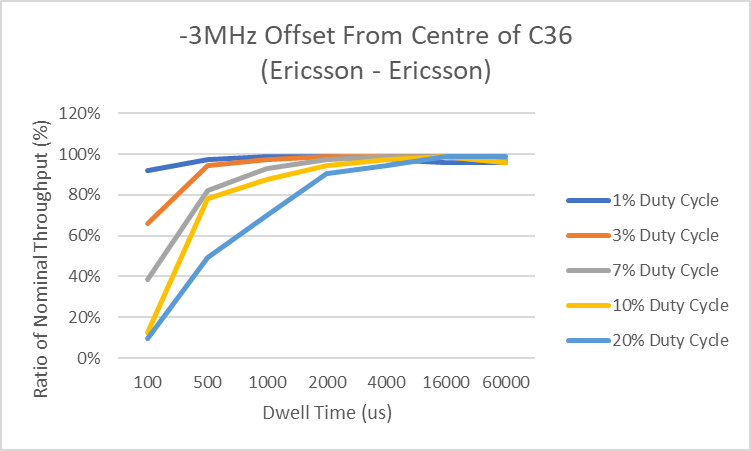 -3MHz Offset From Centre of C36
(Ericsson - Ericsson)
Ratio of Nominal Throughput (%)
120%
100%
80%
60%
40%
20%
0%
100 500 1000 2000 4000 16000 60000
Dwell Time (us)
1% Duty Cycle
3% Duty Cycle
7% Duty Cycle
10% Duty Cycle
20% Duty Cycle